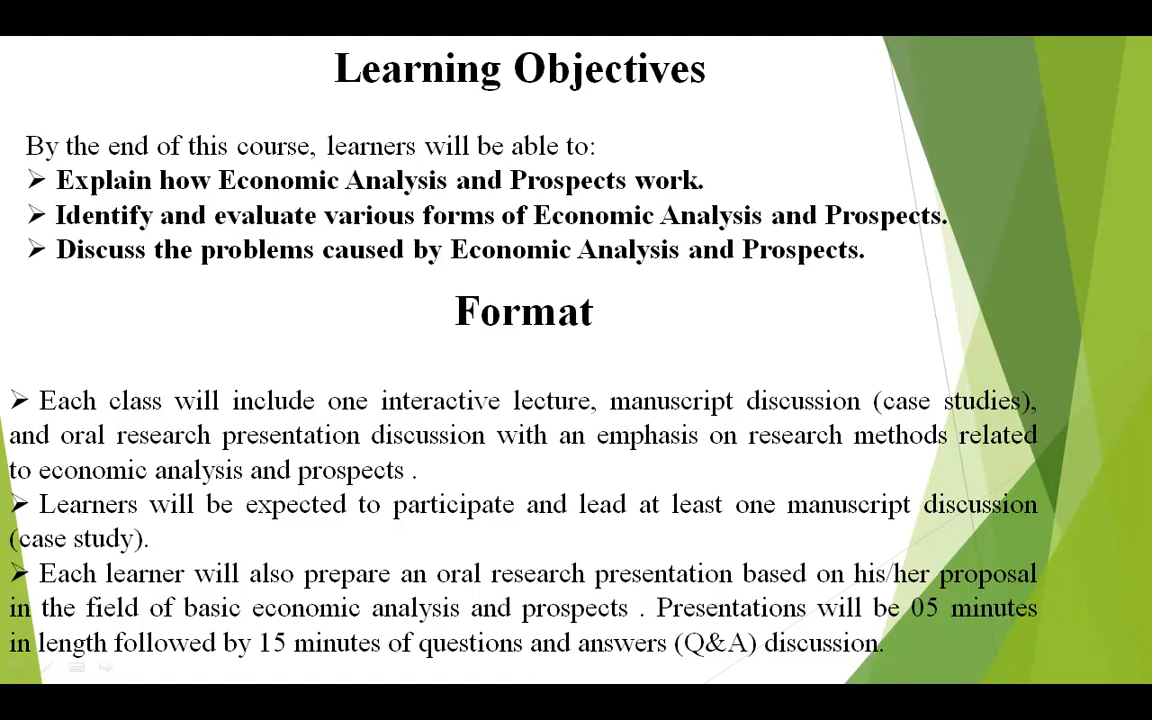 Learning Objectives
By the end of this course, learners will be able to:
➢ Explain how Economic Analysis and Prospects work.
➢ Identify and evaluate various forms of Economic Analysis and Prospects.
➢ Discuss the problems caused by Economic Analysis and Prospects.
Format
➢ Each class will include one interactive lecture, manuscript discussion (case studies),
and oral research presentation discussion with an emphasis on research methods related
to economic analysis and prospects .
➢ Learners will be expected to participate and lead at least one manuscript discussion
(case study).
➢ Each learner will also prepare an oral research presentation based on his/her proposal
in the field of basic economic analysis and prospects . Presentations will be 05 minutes
in length followed by 15 minutes of questions and answers (Q&A) discussion.